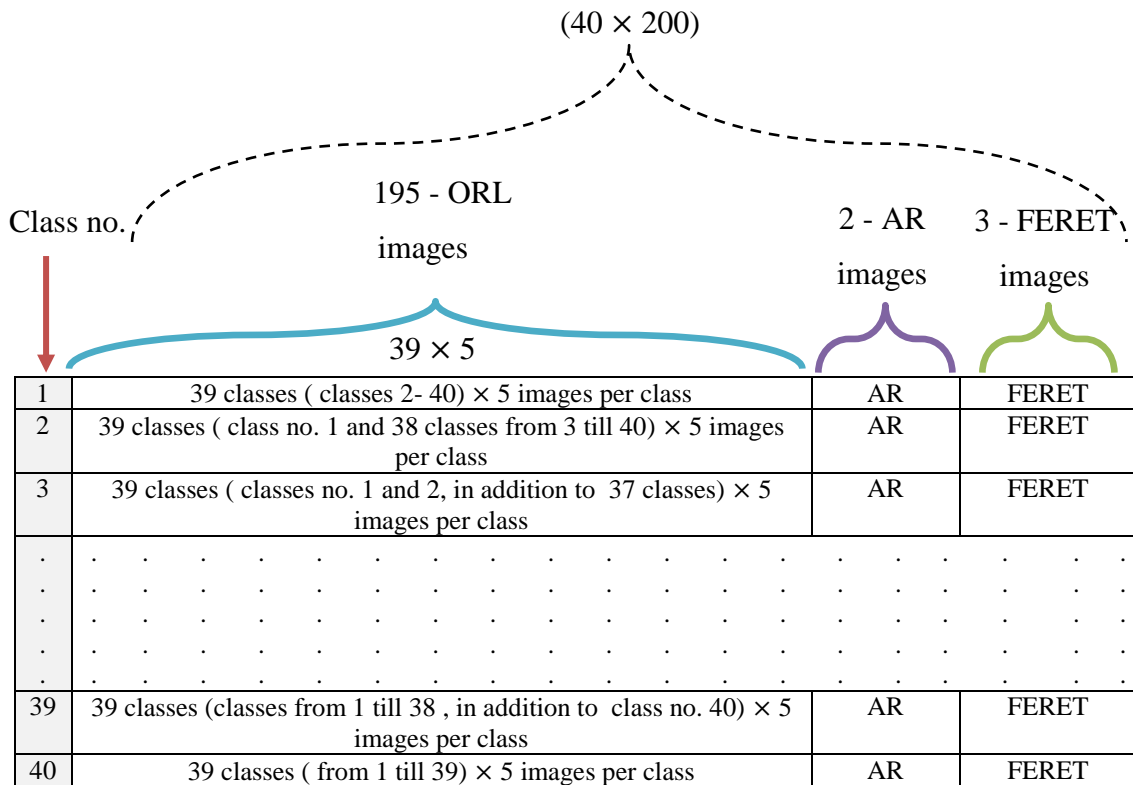 (40 × 200)
195 - ORL
images
Class no.
2 - AR
images
3 - FERET
images
39 × 5
1 39 classes ( classes 2- 40) × 5 images per class AR FERET
2 39 classes ( class no. 1 and 38 classes from 3 till 40) × 5 images AR FERET
per class
3 39 classes ( classes no. 1 and 2, in addition to 37 classes) × 5 AR FERET
images per class
. . . . . . . . . . . . . . . . . . .
. . . . . . . . . . . . . . . . . . .
. . . . . . . . . . . . . . . . . . .
. . . . . . . . . . . . . . . . . . .
. . . . . . . . . . . . . . . . . . .
39 39 classes (classes from 1 till 38 , in addition to class no. 40) × 5 AR FERET
images per class
40 39 classes ( from 1 till 39) × 5 images per class AR FERET